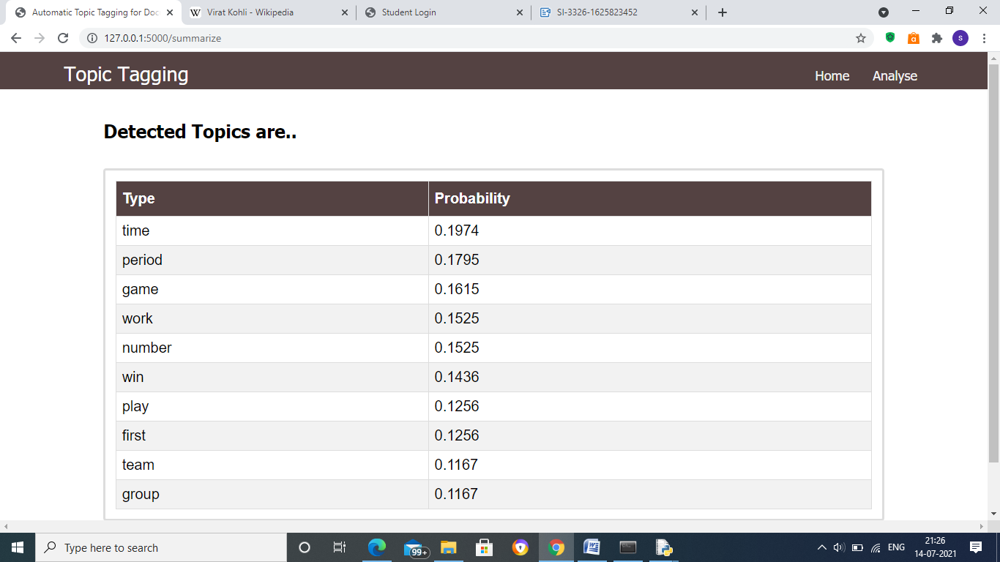 Automatic Topic Tagging for Doc
Virat Kohli - Wikipedia
Student Login
SI-3326-1625823452
127.0.0.1:5000/summarize
s
Topic Tagging
Home
Analyse
Detected Topics are..
Type Probability
time 0.1974
period 0.1795
game 0.1615
work 0.1525
number 0.1525
win 0.1436
play 0.1256
first 0.1256
team 0.1167
group 0.1167
Type here to search
99+
ENG
21:26
14-07-2021